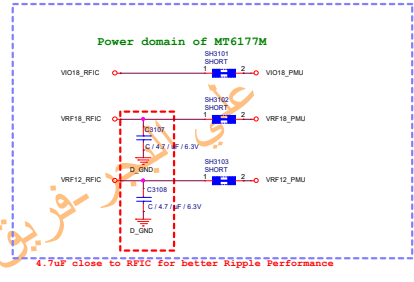 Power domain of MT6177M
SH3101
SHORT
VIO18_RFIC
1
2
VIO18_PMU
SH3102
SHORT
VRF18_RFIC
1
2
VRF18_PMU
C3107
C / 4.7 / uF / 6.3V
D_GND
SH3103
SHORT
VRF12_RFIC
1
2
VRF12_PMU
C3108
C / 4.7 / uF / 6.3V
D_GND
4.7uF close to RFIC for better Ripple Performance